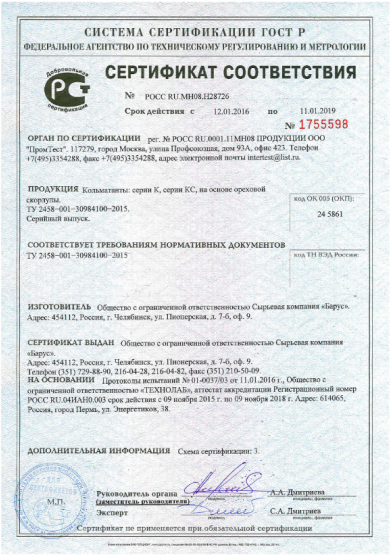 СИСТЕМА СЕРТИФИКАЦИИ ГОСТ Р
ФЕДЕРАЛЬНОЕ АГЕНТСТВО ПО ТЕХНИЧЕСКОМУ РЕГУЛИРОВАНИЮ И МЕТРОЛОГИИ
Добровольная
сертификация
СЕРТИФИКАТ СООТВЕТСТВИЯ
№ РОСС RU.МН08.Н28726
Срок действия с 12.01.2016 по 11.01.2019
№ 1755598
ОРГАН ПО СЕРТИФИКАЦИИ рег. № РОСС RU.0001.11МН08 ПРОДУКЦИИ ООО
"ПромТест". 117279, город Москва, улица Профсоюзная, дом 93А, офис 423. Телефон
+7(495)3354288, факс +7(495)3354288, адрес электронной почты intertest@list.ru.
ПРОДУКЦИЯ Кольматанты: серии К, серии КС, на основе ореховой
скорлупы.
ТУ 2458-001-30984100-2015.
Серийный выпуск.
код ОК 005 (ОКП):
24 5861
СООТВЕТСТВУЕТ ТРЕБОВАНИЯМ НОРМАТИВНЫХ ДОКУМЕНТОВ
ТУ 2458-001-30984100-2015
код ТН ВЭД России:
ИЗГОТОВИТЕЛЬ Общество с ограниченной ответственностью Сырьевая компания «Барус».
Адрес: 454112, Россия, г. Челябинск, ул. Пионерская, д. 7-6, оф. 9.
СЕРТИФИКАТ ВЫДАН Общество с ограниченной ответственностью Сырьевая компания
«Барус».
Адрес: 454112, Россия, г. Челябинск, ул. Пионерская, д. 7-6, оф. 9.
Телефон (351) 729-88-90, 216-04-28, 216-04-82, факс (351) 210-50-09.
НА ОСНОВАНИИ Протоколы испытаний № 01-0037/03 от 11.01.2016 г., Общество с
ограниченной ответственностью «ТЕХНОЛАБ», аттестат аккредитации Регистрационный номер
РОСС RU.04ИАН0.003 срок действия с 09 ноября 2015 г. по 09 ноября 2018 г. Адрес: 614065,
Россия, город Пермь, ул. Энергетиков, 38.
ДОПОЛНИТЕЛЬНАЯ ИНФОРМАЦИЯ Схема сертификации: 3.
М.П.
Руководитель органа
(заместитель руководителя)
А.А. Дмитриева
Эксперт
С.А. Дмитриев
Сертификат не применяется при обязательной сертификации